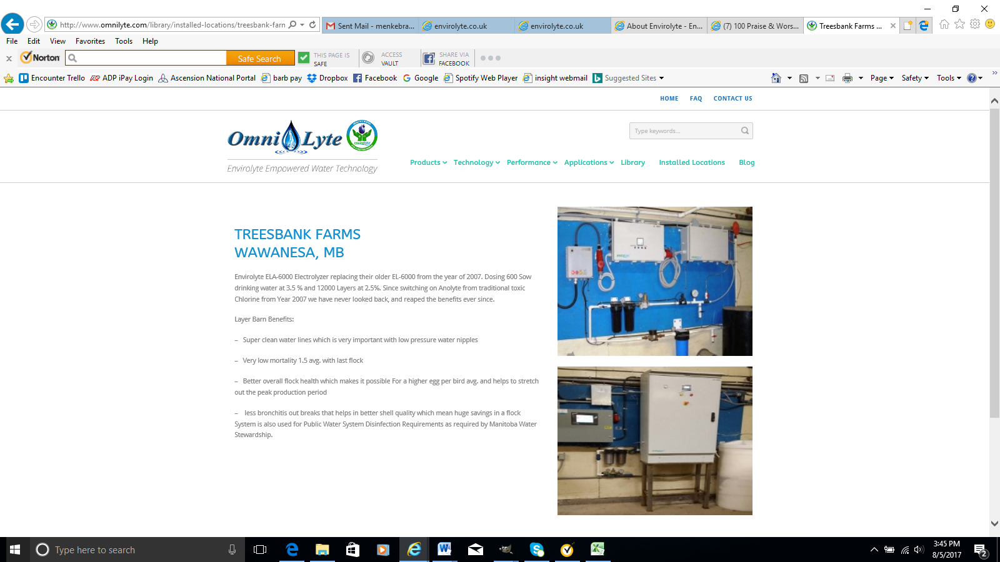 http://www.omnilyte.com/library/installed-locations/treesbank-farn
Sent Mail - menkebra...
envirolyte.co.uk
envirolyte.co.uk
About Envirolyte - En...
(7) 100 Praise & Wors...
Treesbank Farms ...
File Edit View Favorites Tools Help
x Norton Safe Search THIS PAGE IS SAFE ACCESS VAULT SHARE VIA FACEBOOK
Encounter Trello ADP iPay Login Ascension National Portal barb pay Dropbox Facebook Google Spotify Web Player insight webmail Suggested Sites Page Safety Tools
HOME FAQ CONTACT US
Omni Lyte
envirolyte
Type keywords...
Envirolyte Empowered Water Technology
Products Technology Performance Applications Library Installed Locations Blog
TREESBANK FARMS
WAWANESA, MB
Envirolyte ELA-6000 Electrolyzer replacing their older EL-6000 from the year of 2007. Dosing 600 Sow
drinking water at 3.5 % and 12000 Layers at 2.5%. Since switching on Anolyte from traditional toxic
Chlorine from Year 2007 we have never looked back, and reaped the benefits ever since.
Layer Barn Benefits:
– Super clean water lines which is very important with low pressure water nipples
– Very low mortality 1.5 avg. with last flock
– Better overall flock health which makes it possible For a higher egg per bird avg. and helps to stretch
out the peak production period
– less bronchitis out breaks that helps in better shell quality which mean huge savings in a flock
System is also used for Public Water System Disinfection Requirements as required by Manitoba Water
Stewardship.
Type here to search
3:45 PM
8/5/2017
2